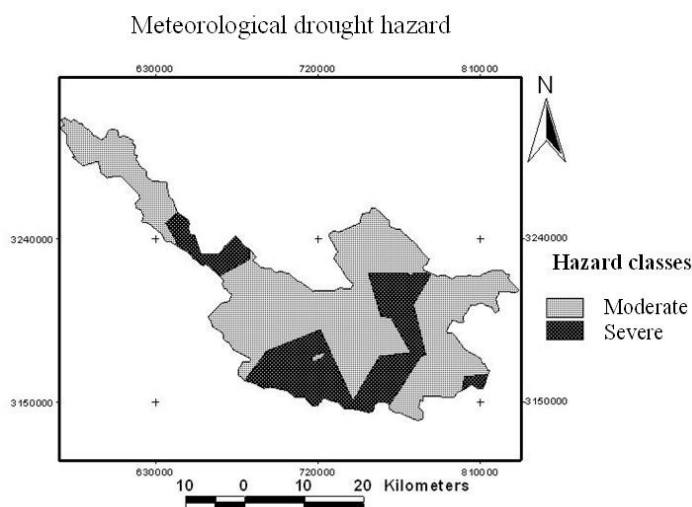 Meteorological drought hazard
630000 720000 810000
N
3240000 3240000
Hazard classes
Moderate
Severe
3150000 3150000
630000 720000 810000
10 0 10 20 Kilometers